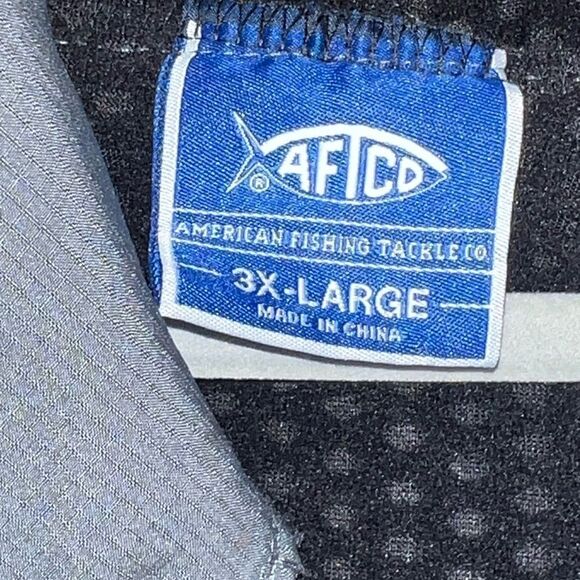 AFTCO
®
AMERICAN FISHING TACKLE CO
3X-LARGE
MADE IN CHINA